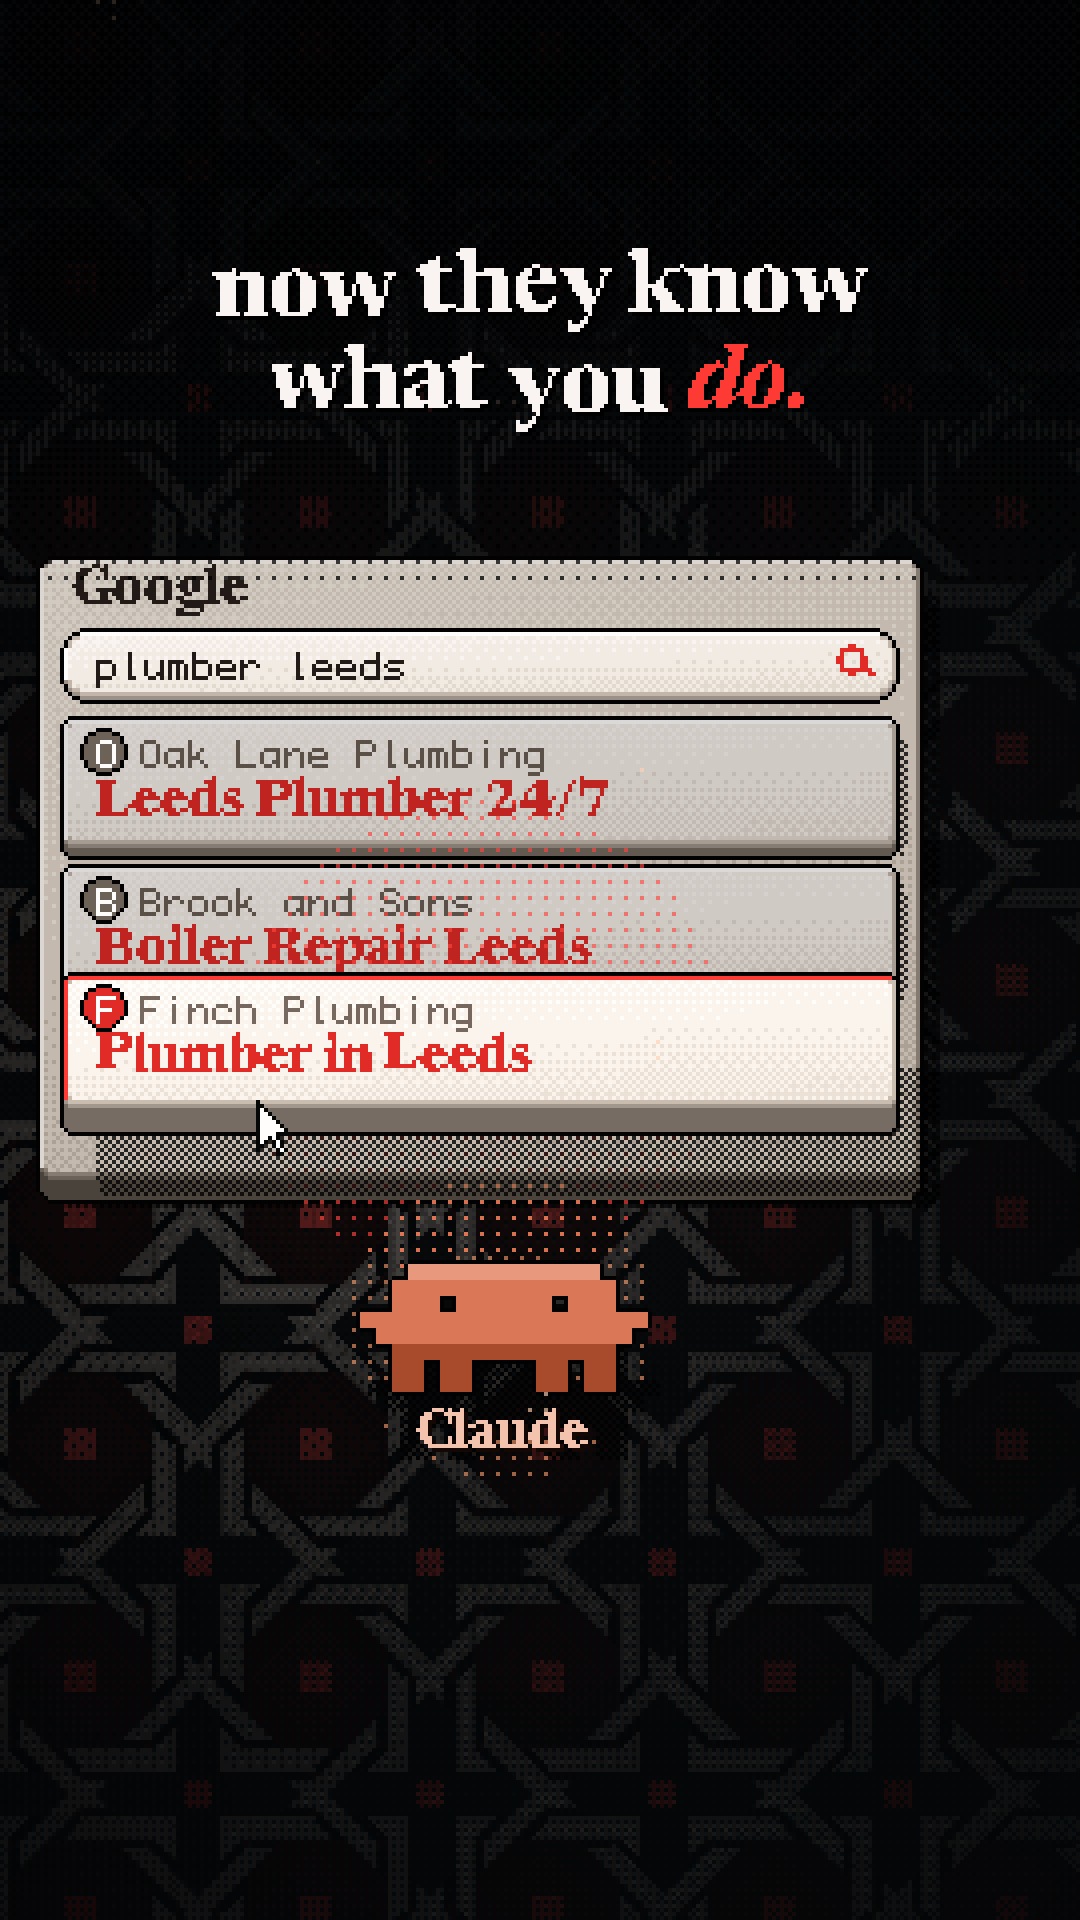 now they know
what you do.
Google
plumber leeds
O Oak Lane Plumbing
Leeds Plumber 24/7
B Brook and Sons
Boiler Repair Leeds
F Finch Plumbing
Plumber in Leeds
Claude